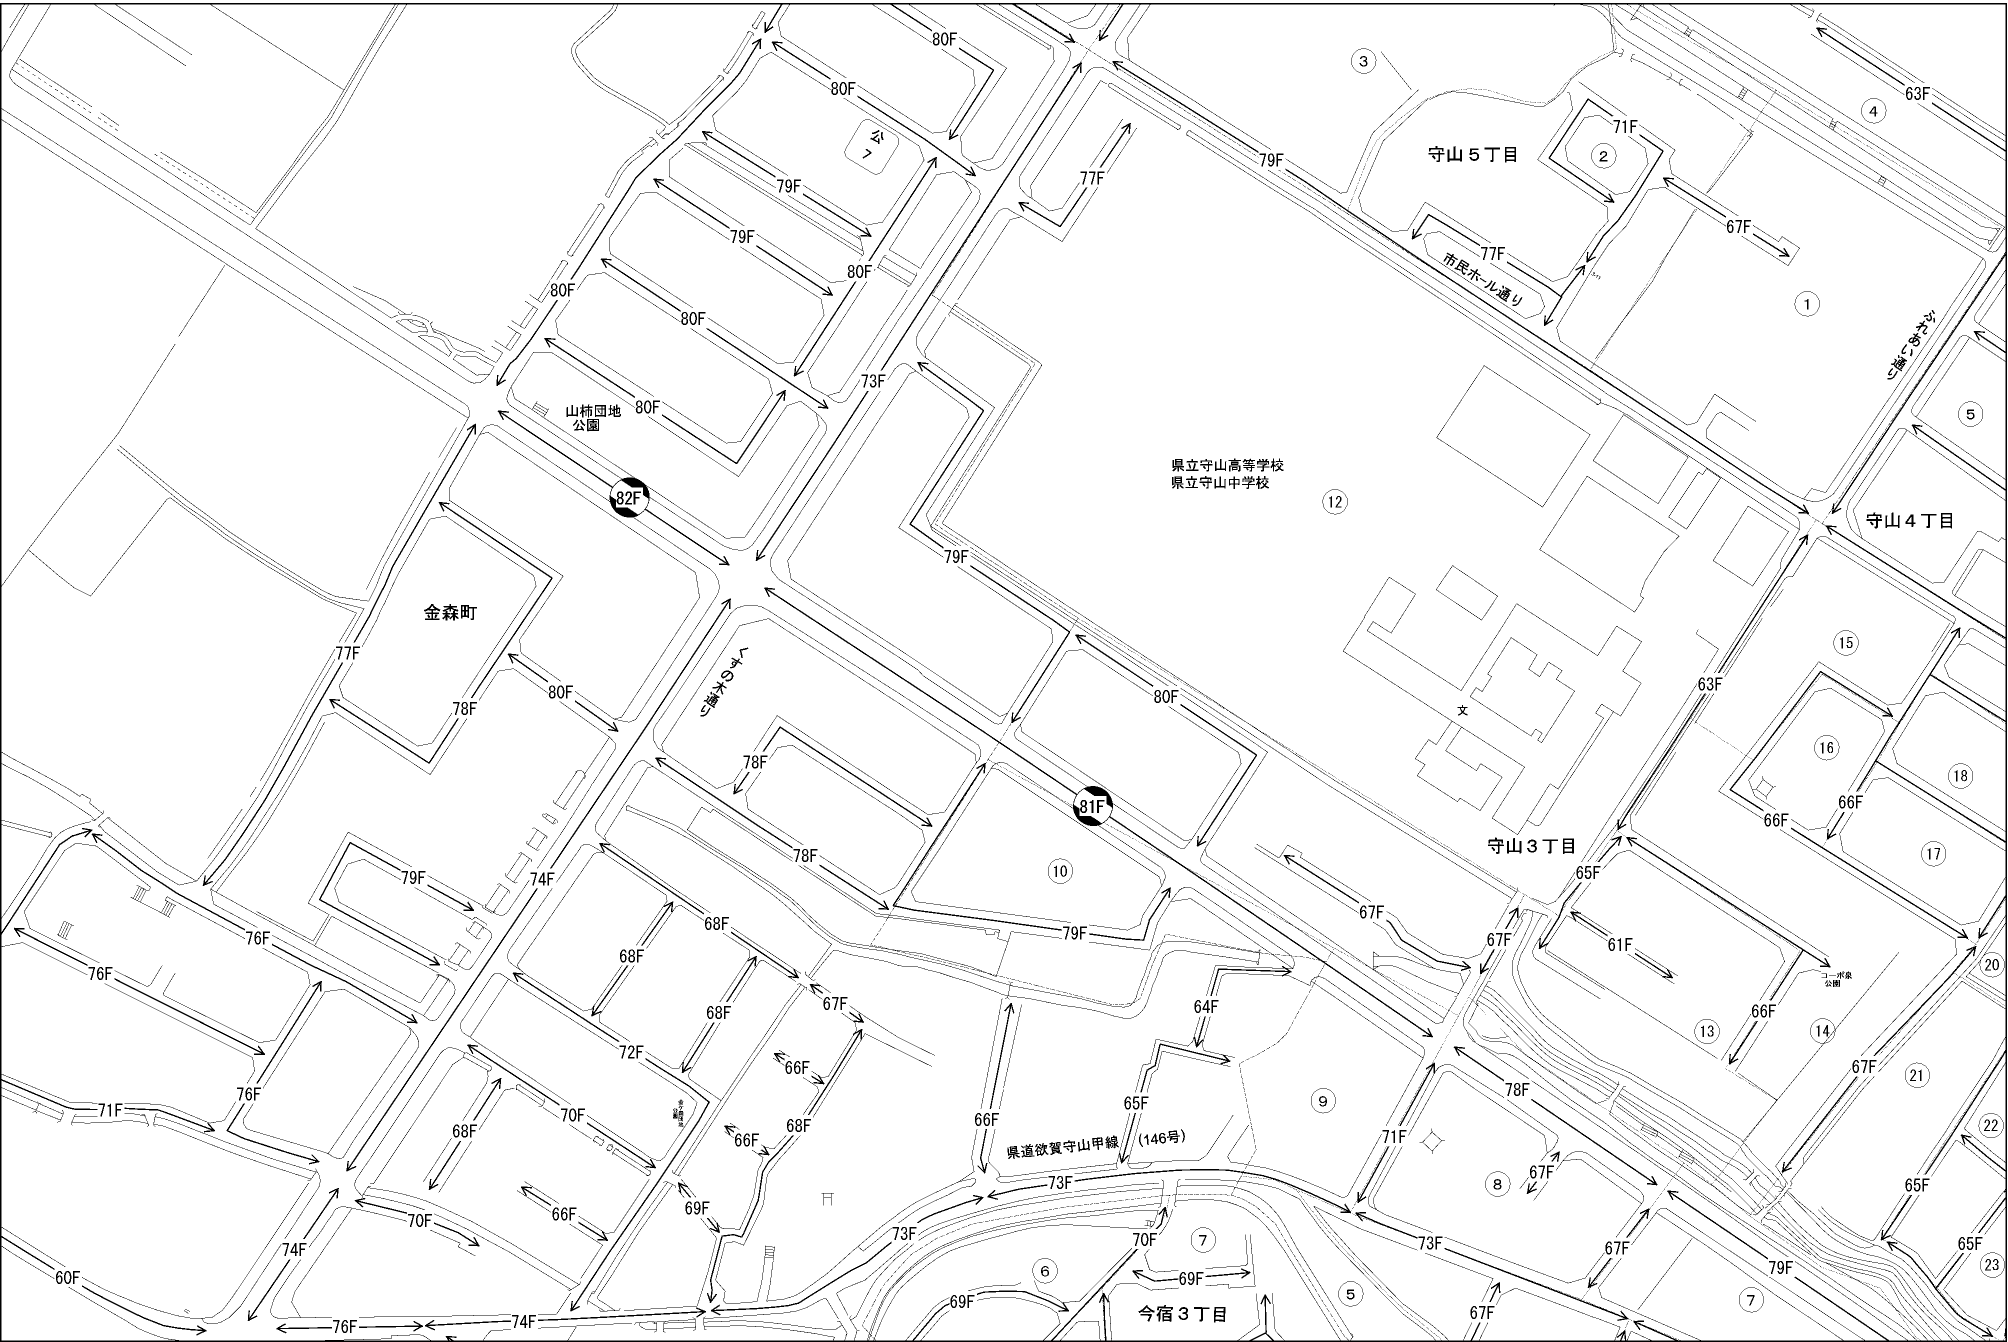 80F
63F
③
80F
④
公
7
71F
守山５丁目
②
79F
77F
79F
67F
79F
77F
80F
市民ホール通り
80F
①
80F
ふれあい通り
73F
80F
山柿団地
公園
⑤
県立守山高等学校
県立守山中学校
82F
⑫
守山４丁目
79F
金森町
⑮
77F
くすの木通り
63F
80F
80F
78F
文
⑯
78F
⑱
66F
81F
66F
守山３丁目
78F
⑰
⑩
65F
79F
74F
67F
68F
79F
76F
67F
61F
68F
⑳
76F
コーポ泉
公園
67F
64F
68F
66F
⑬
⑭
72F
66F
67F
㉑
78F
76F
65F
⑨
71F
70F
66F
68F
㉒
68F
71F
66F
県道欲賀守山甲線 (146号)
67F
73F
⑧
65F
69F
66F
70F
73F
70F
⑦
73F
67F
65F
74F
79F
㉓
60F
⑥
69F
⑤
69F
⑦
今宿３丁目
67F
74F
76F